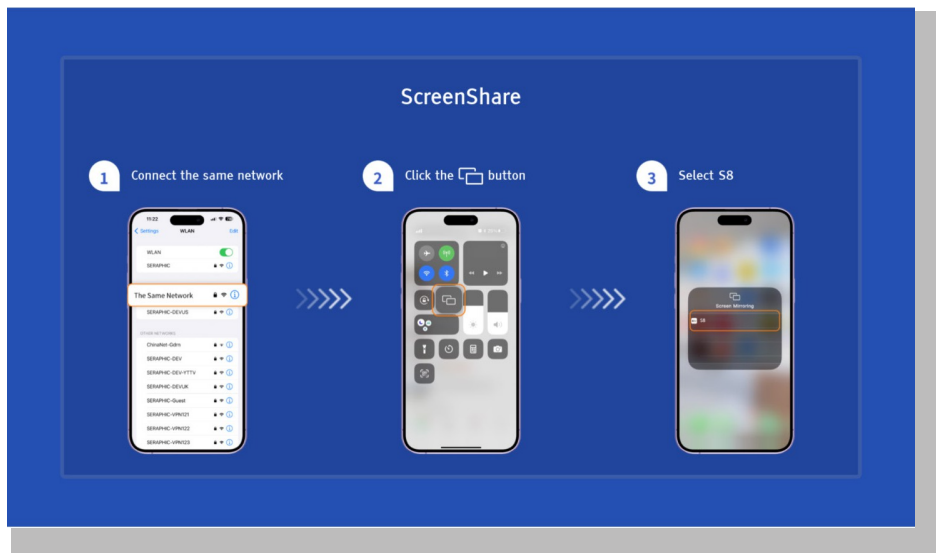 ScreenShare
1
Connect the same network
2
Click the button
3
Select S8
11:22
Settings
WLAN
Edit
WLAN
SERAPHIC
The Same Network
SERAPHIC-DEVUS
OTHER NETWORKS
ChinaNet-Gdrn
SERAPHIC-DEV
SERAPHIC-DEV-YTTV
SERAPHIC-DEVUK
SERAPHIC-Guest
SERAPHIC-VPN121
SERAPHIC-VPN122
SERAPHIC-VPN123
Screen Mirroring
S8